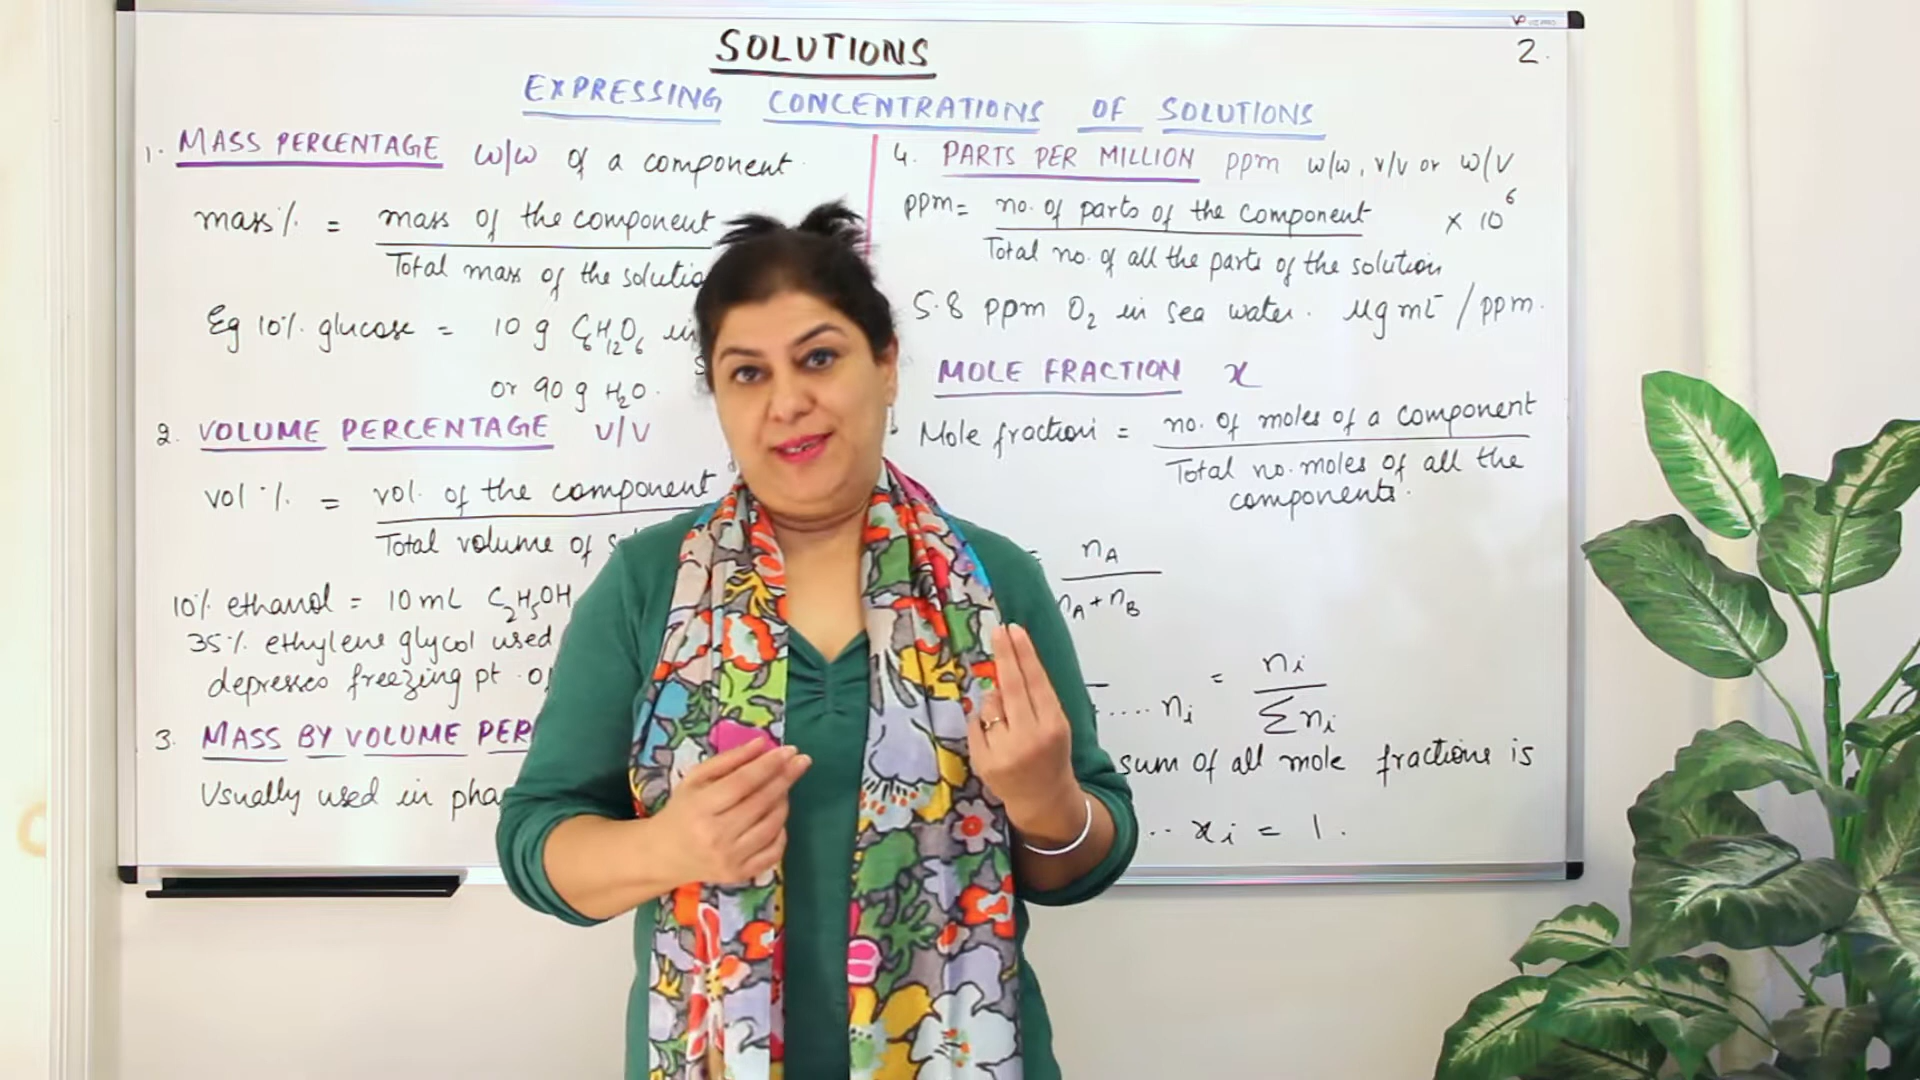 VIZ-PRO
SOLUTIONS
2.
EXPRESSING CONCENTRATIONS OF SOLUTIONS
1. MASS PERCENTAGE w/w of a component.
mass % = mass of the component
Total mass of the
Eg 10% glucose = 10 g C6H12O6 in
or 90 g H2O.
2. VOLUME PERCENTAGE V/V
vol % = vol. of the component
Total volume of
10% ethanol = 10 mL C2H5OH
35% ethylene glycol used
depresses freezing pt.
3. MASS BY VOLUME
Usually used in
4. PARTS PER MILLION ppm w/w, v/v or w/V
ppm = no. of parts of the component × 10^6
Total no. of all the parts of the solution
5.8 ppm O2 in sea water. μg mL⁻ / ppm.
MOLE FRACTION x
Mole fraction = no. of moles of a component
Total no. moles of all the
components.
nA
nA + nB
.... ni = ni
Σni
sum of all mole fractions is
.. xi = 1.